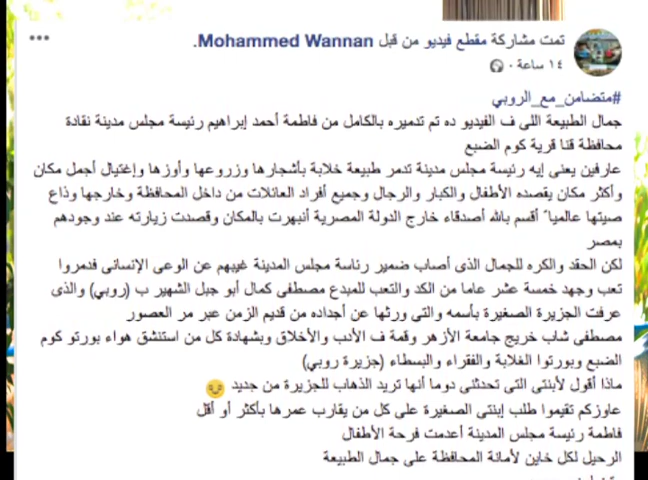 تمت مشاركة مقطع فيديو من قبل Mohammed Wannan.
١٤ ساعة ·
#متضامن_مع_الروبي
جمال الطبيعة اللى ف الفيديو ده تم تدميره بالكامل من فاطمة أحمد إبراهيم رئيسة مجلس مدينة نقادة
محافظة قنا قرية كوم الضبع
عارفين يعنى إيه رئيسة مجلس مدينة تدمر طبيعة خلابة بأشجارها وزروعها وأوزها وإغتيال أجمل مكان
وأكثر مكان يقصده الأطفال والكبار والرجال وجميع أفراد العائلات من داخل المحافظة وخارجها وذاع
صيتها عالمياً أقسم بالله أصدقاء خارج الدولة المصرية أنبهرت بالمكان وقصدت زيارته عند وجودهم
بمصر
لكن الحقد والكره للجمال الذى أصاب ضمير رئاسة مجلس المدينة غيبهم عن الوعى الإنسانى فدمروا
تعب وجهد خمسة عشر عاما من الكد والتعب للمبدع مصطفى كمال أبو جبل الشهير ب (روبي) والذى
عرفت الجزيرة الصغيرة بأسمه والتي ورثها عن أجداده من قديم الزمن عبر مر العصور
مصطفى شاب خريج جامعة الأزهر وقمة ف الأدب والأخلاق وبشهادة كل من استنشق هواء بورتو كوم
الضبع وبورتوا الغلابة والفقراء والبسطاء (جزيرة روبي)
ماذا أقول لأبنتى التى تحدثنى دوما أنها تريد الذهاب للجزيرة من جديد
عاوزكم تقيموا طلب إبنتى الصغيرة على كل من يقارب عمرها بأكثر أو أقل
فاطمة رئيسة مجلس المدينة أعدمت فرحة الأطفال
الرحيل لكل خاين لأمانة المحافظة على جمال الطبيعة